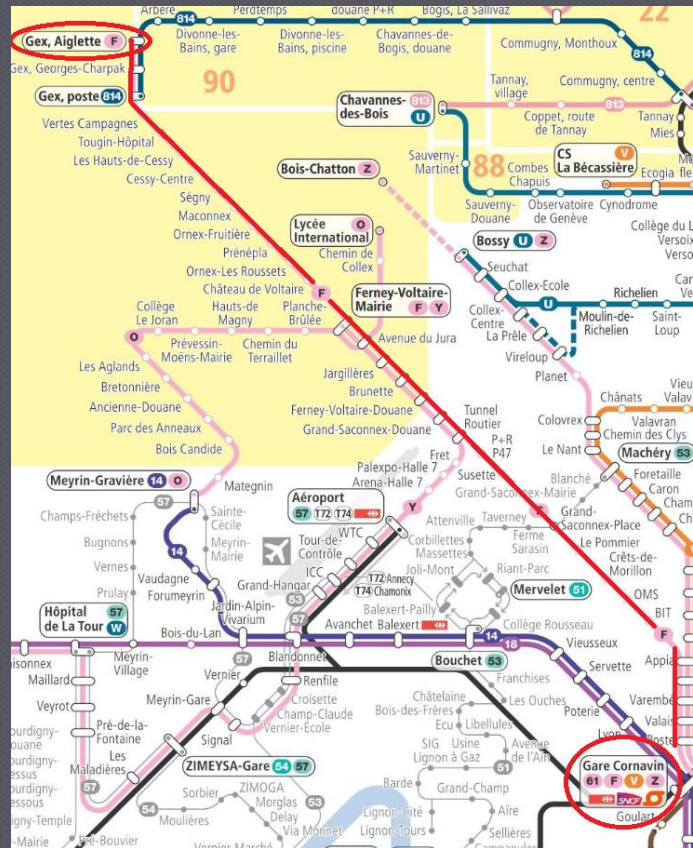 Arbère
Perdtemps
douane P+R
Bogis, La Sallivaz
22
814
Gex, Aiglette F
Divonne-les-
Bains, gare
Divonne-les-
Bains, piscine
Chavannes-de-
Bogis, douane
Commugny, Monthoux
814
Gex, Georges-Charpak
90
Gex, poste 814
Tannay,
village
Commugny, centre
Chavannes-
des-Bois
813
U
813
Coppet, route
de Tannay
Tannay
Mies
Vertes Campagnes
Tougin-Hôpital
Les Hauts-de-Cessy
Cessy-Centre
Ségny
Maconnex
Ornex-Fruitière
Prénépla
Ornex-Les Roussets
Château de Voltaire
F
Sauverny-
Martinet
88
Combes
Chapuis
CS
La Bécassière
V
Ecogia
Bois-Chatton Z
Sauverny-
Douane
Observatoire
de Genève
Cynodrome
Lycée
International
O
Chemin de
Collex
Bossy U Z
Seuchat
Collex-Ecole
U
Richelien
Ferney-Voltaire-
Mairie
F Y
Collège
Le Joran
Hauts-de-
Magny
Planche-
Brûlée
Avenue du Jura
Collex-
Centre
La Prêle
Vireloup
Planet
Moulin-de-
Richelien
Saint-
Loup
O
Prévessin-
Moëns-Mairie
Chemin du
Terraillet
Les Aglands
Bretonnière
Ancienne-Douane
Parc des Anneaux
Bois Candide
Jargillères
Brunette
Ferney-Voltaire-Douane
Grand-Saconnex-Douane
Tunnel
Routier
P+R
P47
Chânats
Valavran
Chemin des Clys
Colovrex
Le Nant
Machéry 53
Fret
Palexpo-Halle 7
Arena-Halle 7
Susette
Grand-Saconnex-Mairie
Blanché
Foretaille
Caron
Meyrin-Gravière 14 O
Mategnin
Aéroport
57 T72 T74
Y
F
Grand-
Saconnex-Place
Le Pommier
Crêts-de-
Morillon
57
Champs-Fréchets
Bugnons
Vernes
Prulay
Sainte-
Cécile
Meyrin-
Mairie
14
WTC
Tour-de-
Contrôle
ICC
Grand-Hangar
53
57
Attenville
Taverney
Ferme
Sarasin
Corbillettes
Massettes
Joli-Mont
Riant-Parc
T72 Annecy
T74 Chamonix
Mervelet 51
OMS
BIT
F
Vaudagne
Forumeyrin
Balexert-Pailly
Avanchet
Balexert
Collège Rousseau
Hôpital
de La Tour
57
W
Jardin-Alpin-
Vivarium
Bois-du-Lan
Blandonnet
14
18
Vieusseux
Servette
Appia
Meyrin-
Village
57
Vernier
Bouchet 53
Maillard
Veyrot
Meyrin-Gare
Renfile
Croisette
Champ-Claude
Vernier-École
Franchises
Les Ouches
Poterie
Lyon
Varembé
Valais
Poste
Pré-de-la-
Fontaine
Signal
Châtelaine
Bois-des-Frères
Ecu
Libellules
Les
Maladières
57
ZIMEYSA-Gare 54 57
SIG
Usine
Lignon à Gaz
Avenue
de l'Ain
51
Gare Cornavin
61 F V Z
SNCF
Goulart
54
Sorbier
Moulières
ZIMOGA
Morglas
Delay
Via Monnet
53
Barde
Lignon-Cité
Lignon-Tours
Grand-Champ
Aïre
Sellières
Pré-Bouvier